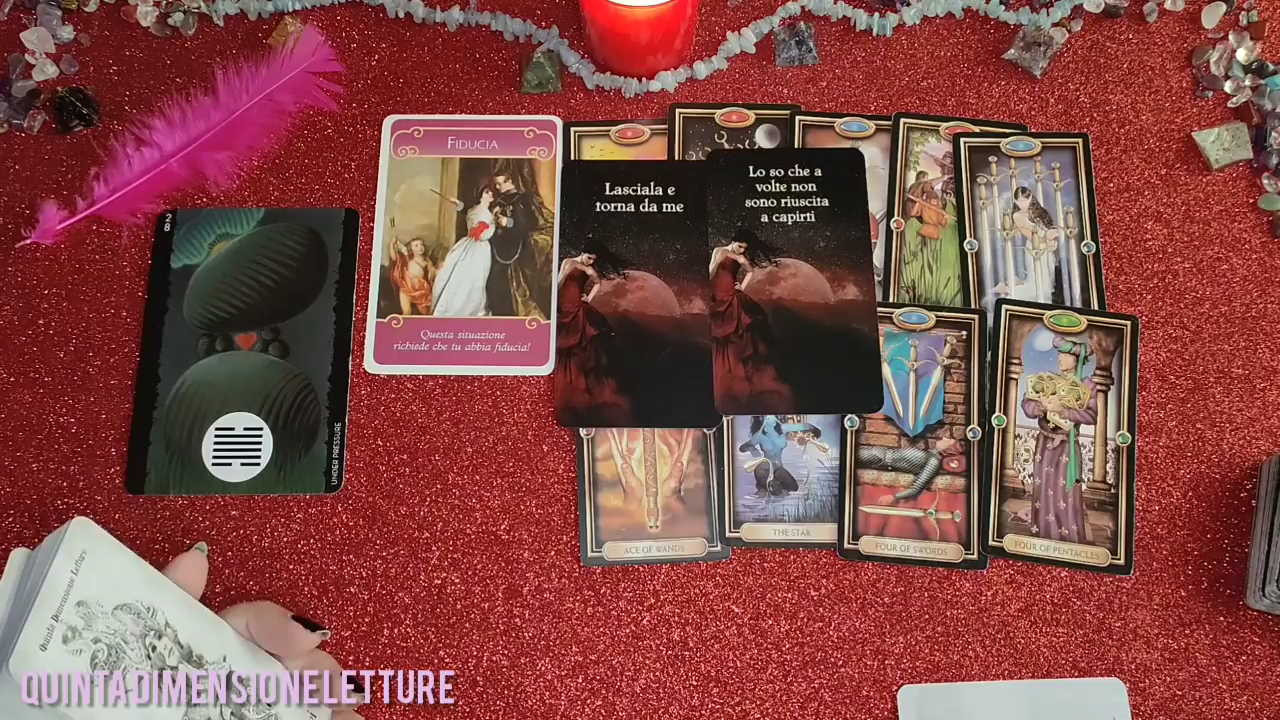 FIDUCIA
Questa situazione
richiede che tu abbia fiducia!
Lasciala e
torna da me
Lo so che a
volte non
sono riuscita
a capirti
28
UNDER PRESSURE
ACE OF WANDS
THE STAR
FOUR OF SWORDS
FOUR OF PENTACLES
Quinta Dimensione Letture
QUINTADIMENSIONELETTURE